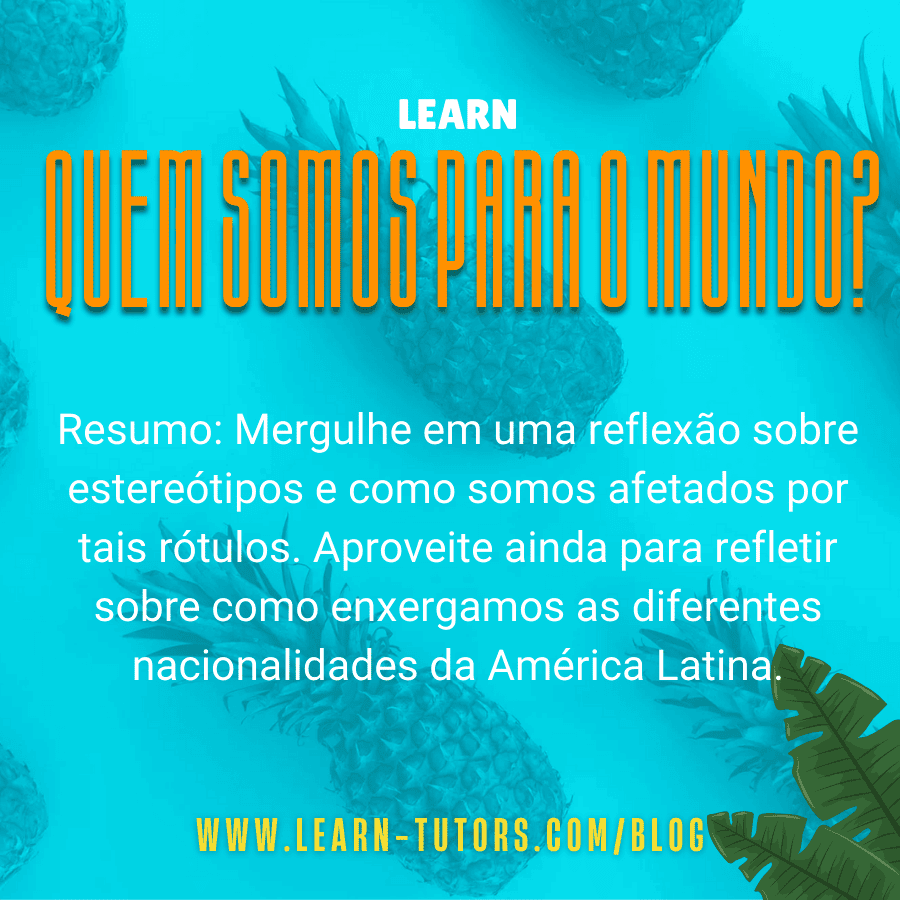 LEARN
QUEM SOMOS PARA O MUNDO?
Resumo: Mergulhe em uma reflexão sobre
estereótipos e como somos afetados por
tais rótulos. Aproveite ainda para refletir
sobre como enxergamos as diferentes
nacionalidades da América Latina.
WWW.LEARN-TUTORS.COM/BLOG